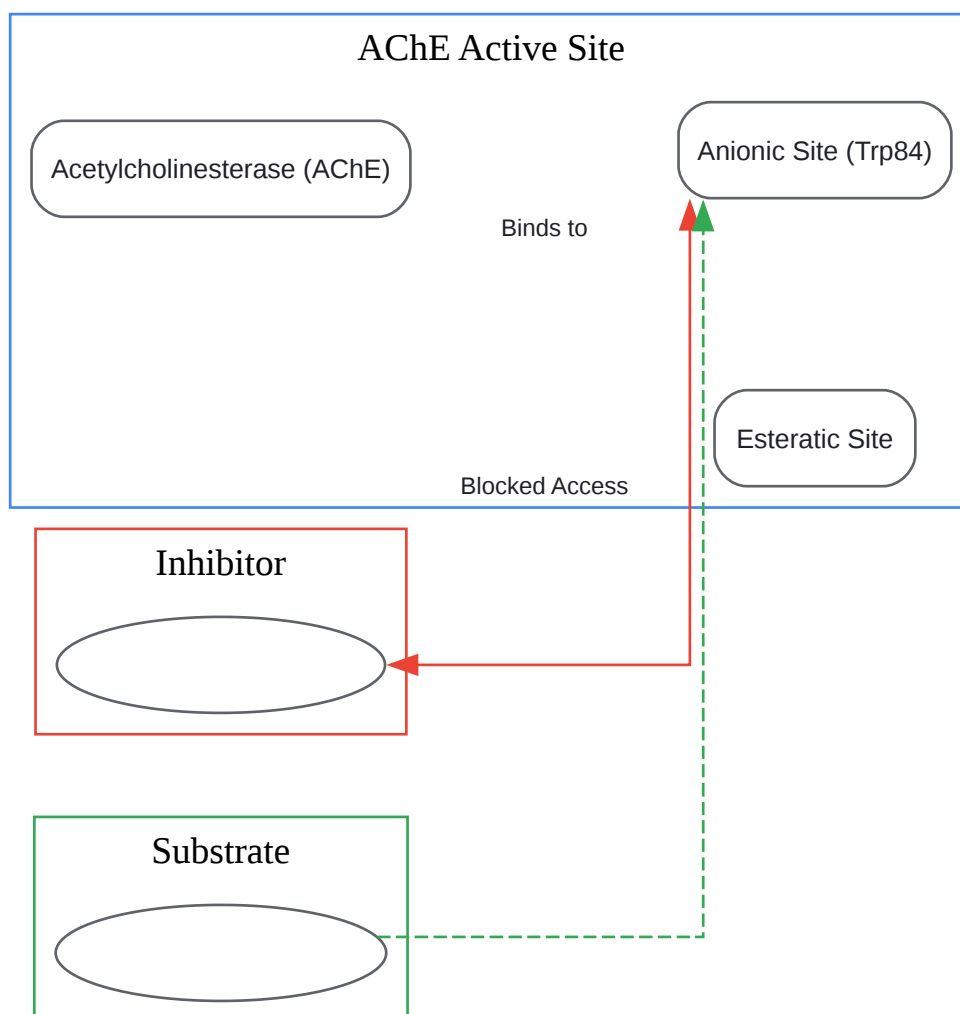 AChE Active Site
Acetylcholinesterase (AChE)
Anionic Site (Trp84)
Binds to
Esteratic Site
Blocked Access
Inhibitor
Substrate